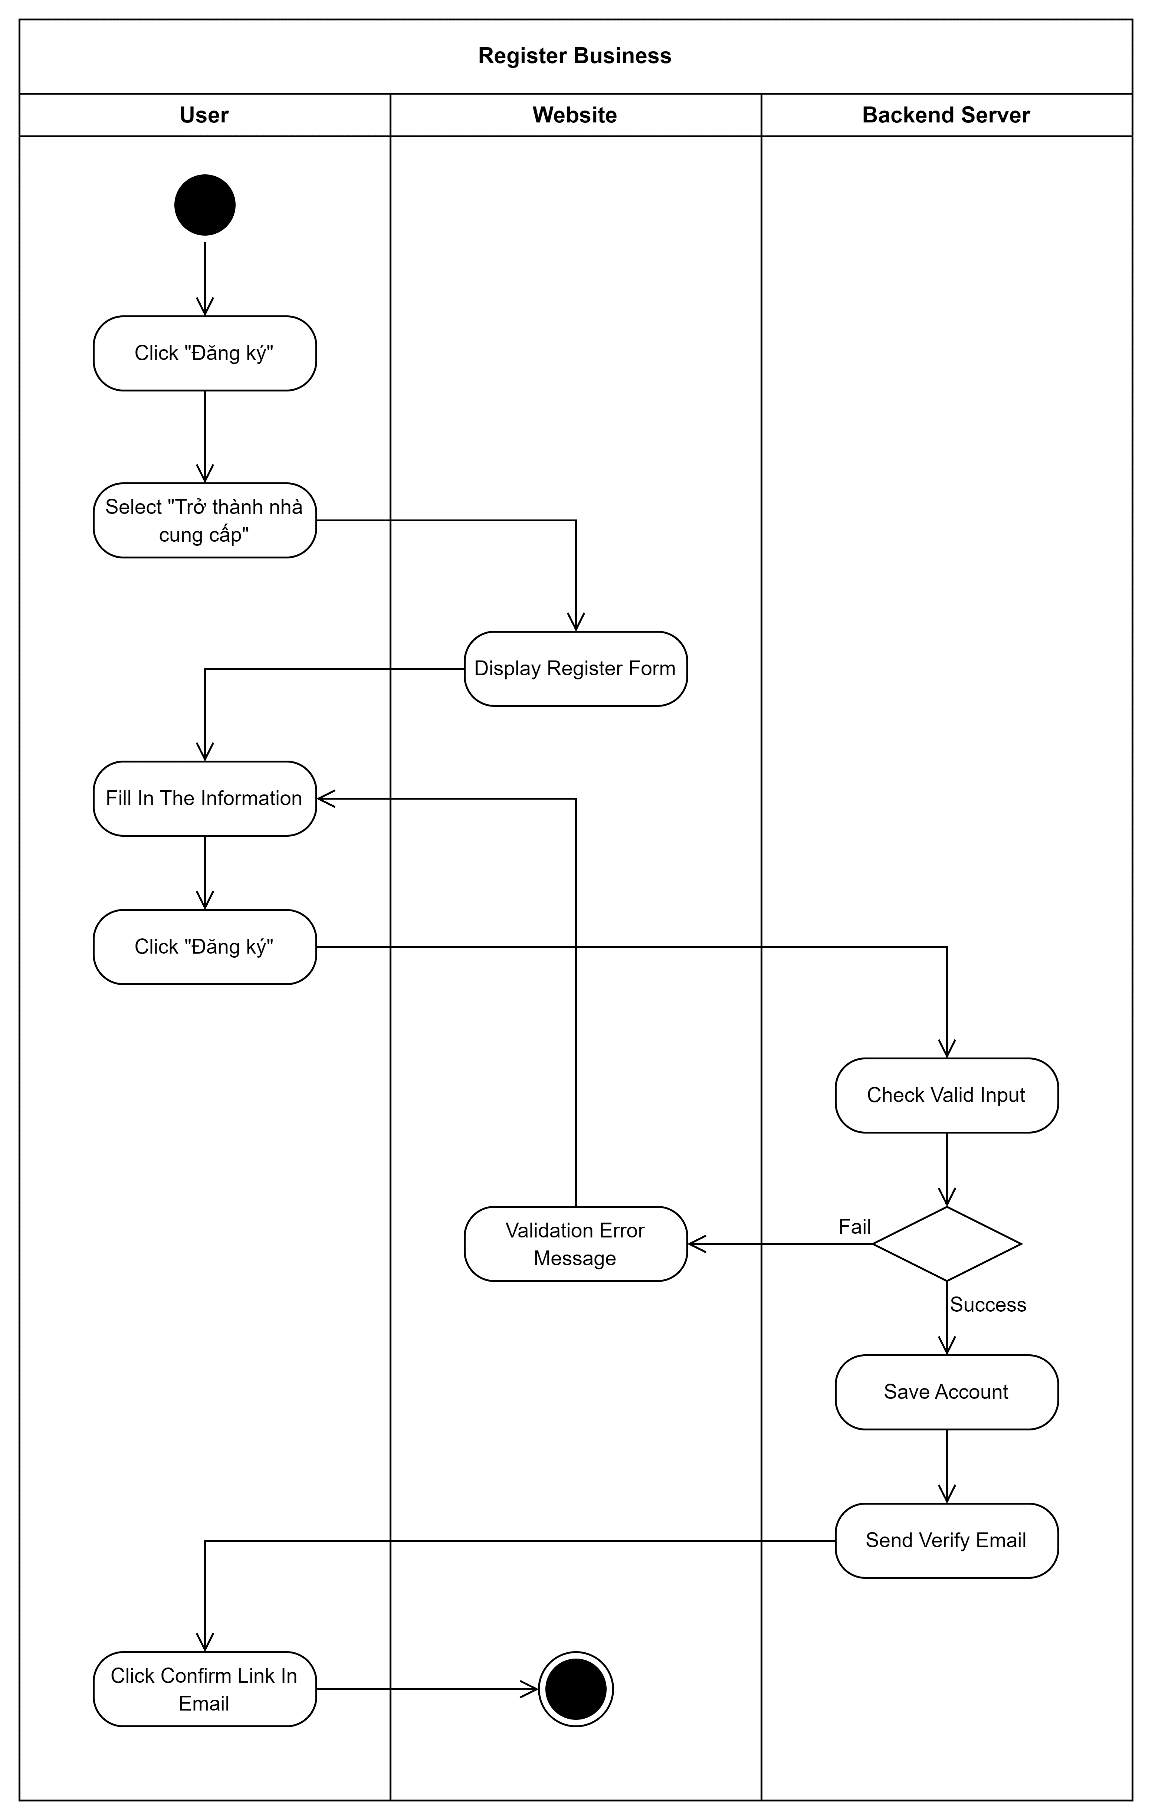 Register Business
User
Website
Backend Server
Click "Đăng ký"
Select "Trở thành nhà
cung cấp"
Display Register Form
Fill In The Information
Click "Đăng ký"
Check Valid Input
Fail
Validation Error
Message
Success
Save Account
Send Verify Email
Click Confirm Link In
Email